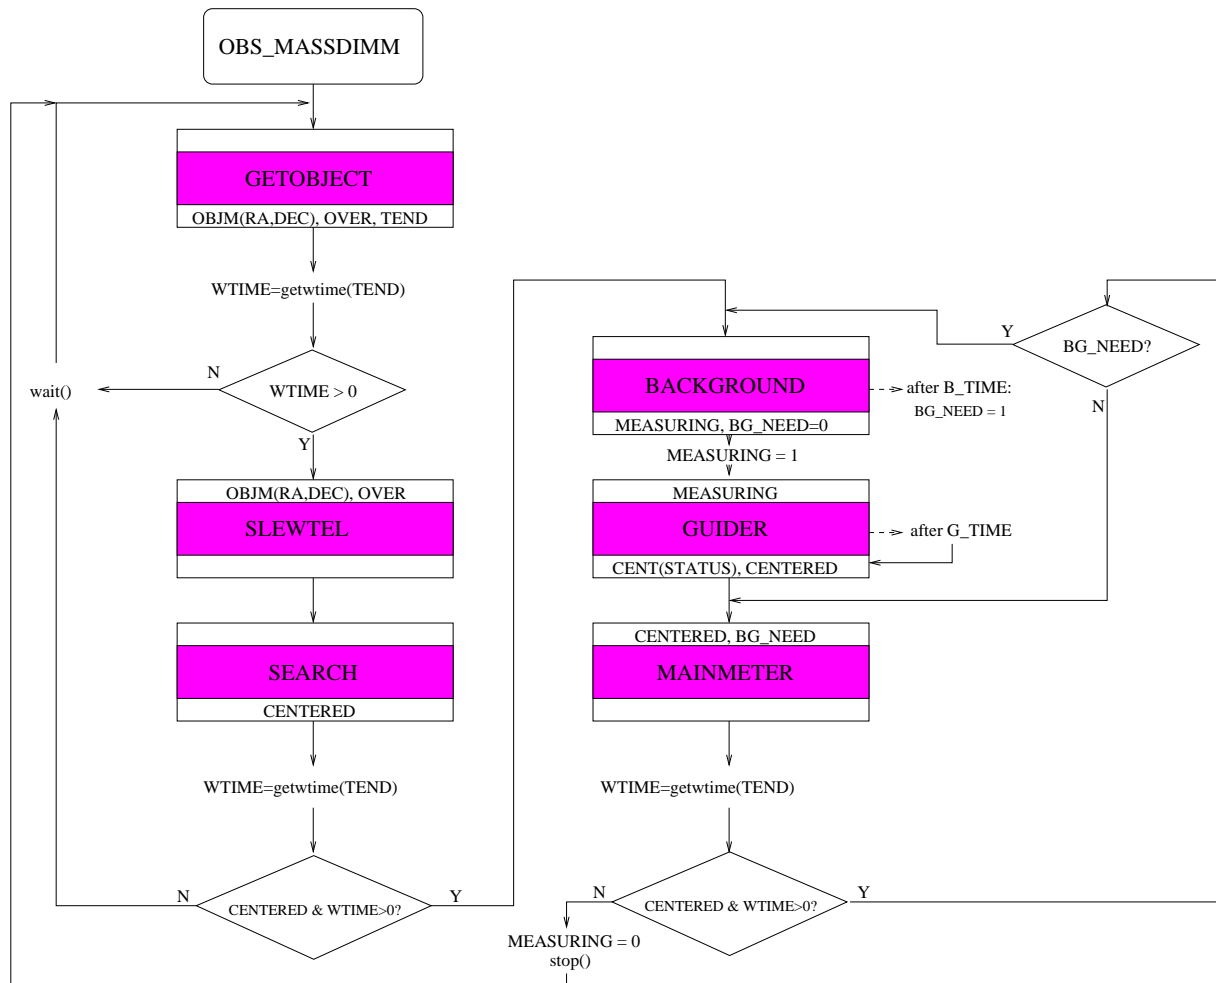 OBS_MASSDIMM
GETOBJECT
OBJM(RA,DEC), OVER, TEND
WTIME=getwtime(TEND)
N
WTIME > 0
wait()
Y
OBJM(RA,DEC), OVER
SLEWTEL
SEARCH
CENTERED
WTIME=getwtime(TEND)
N
CENTERED & WTIME>0?
Y
Y
BG_NEED?
N
BACKGROUND
after B_TIME:
BG_NEED = 1
MEASURING, BG_NEED=0
MEASURING = 1
MEASURING
GUIDER
after G_TIME
CENT(STATUS), CENTERED
CENTERED, BG_NEED
MAINMETER
WTIME=getwtime(TEND)
N
CENTERED & WTIME>0?
Y
MEASURING = 0
stop()